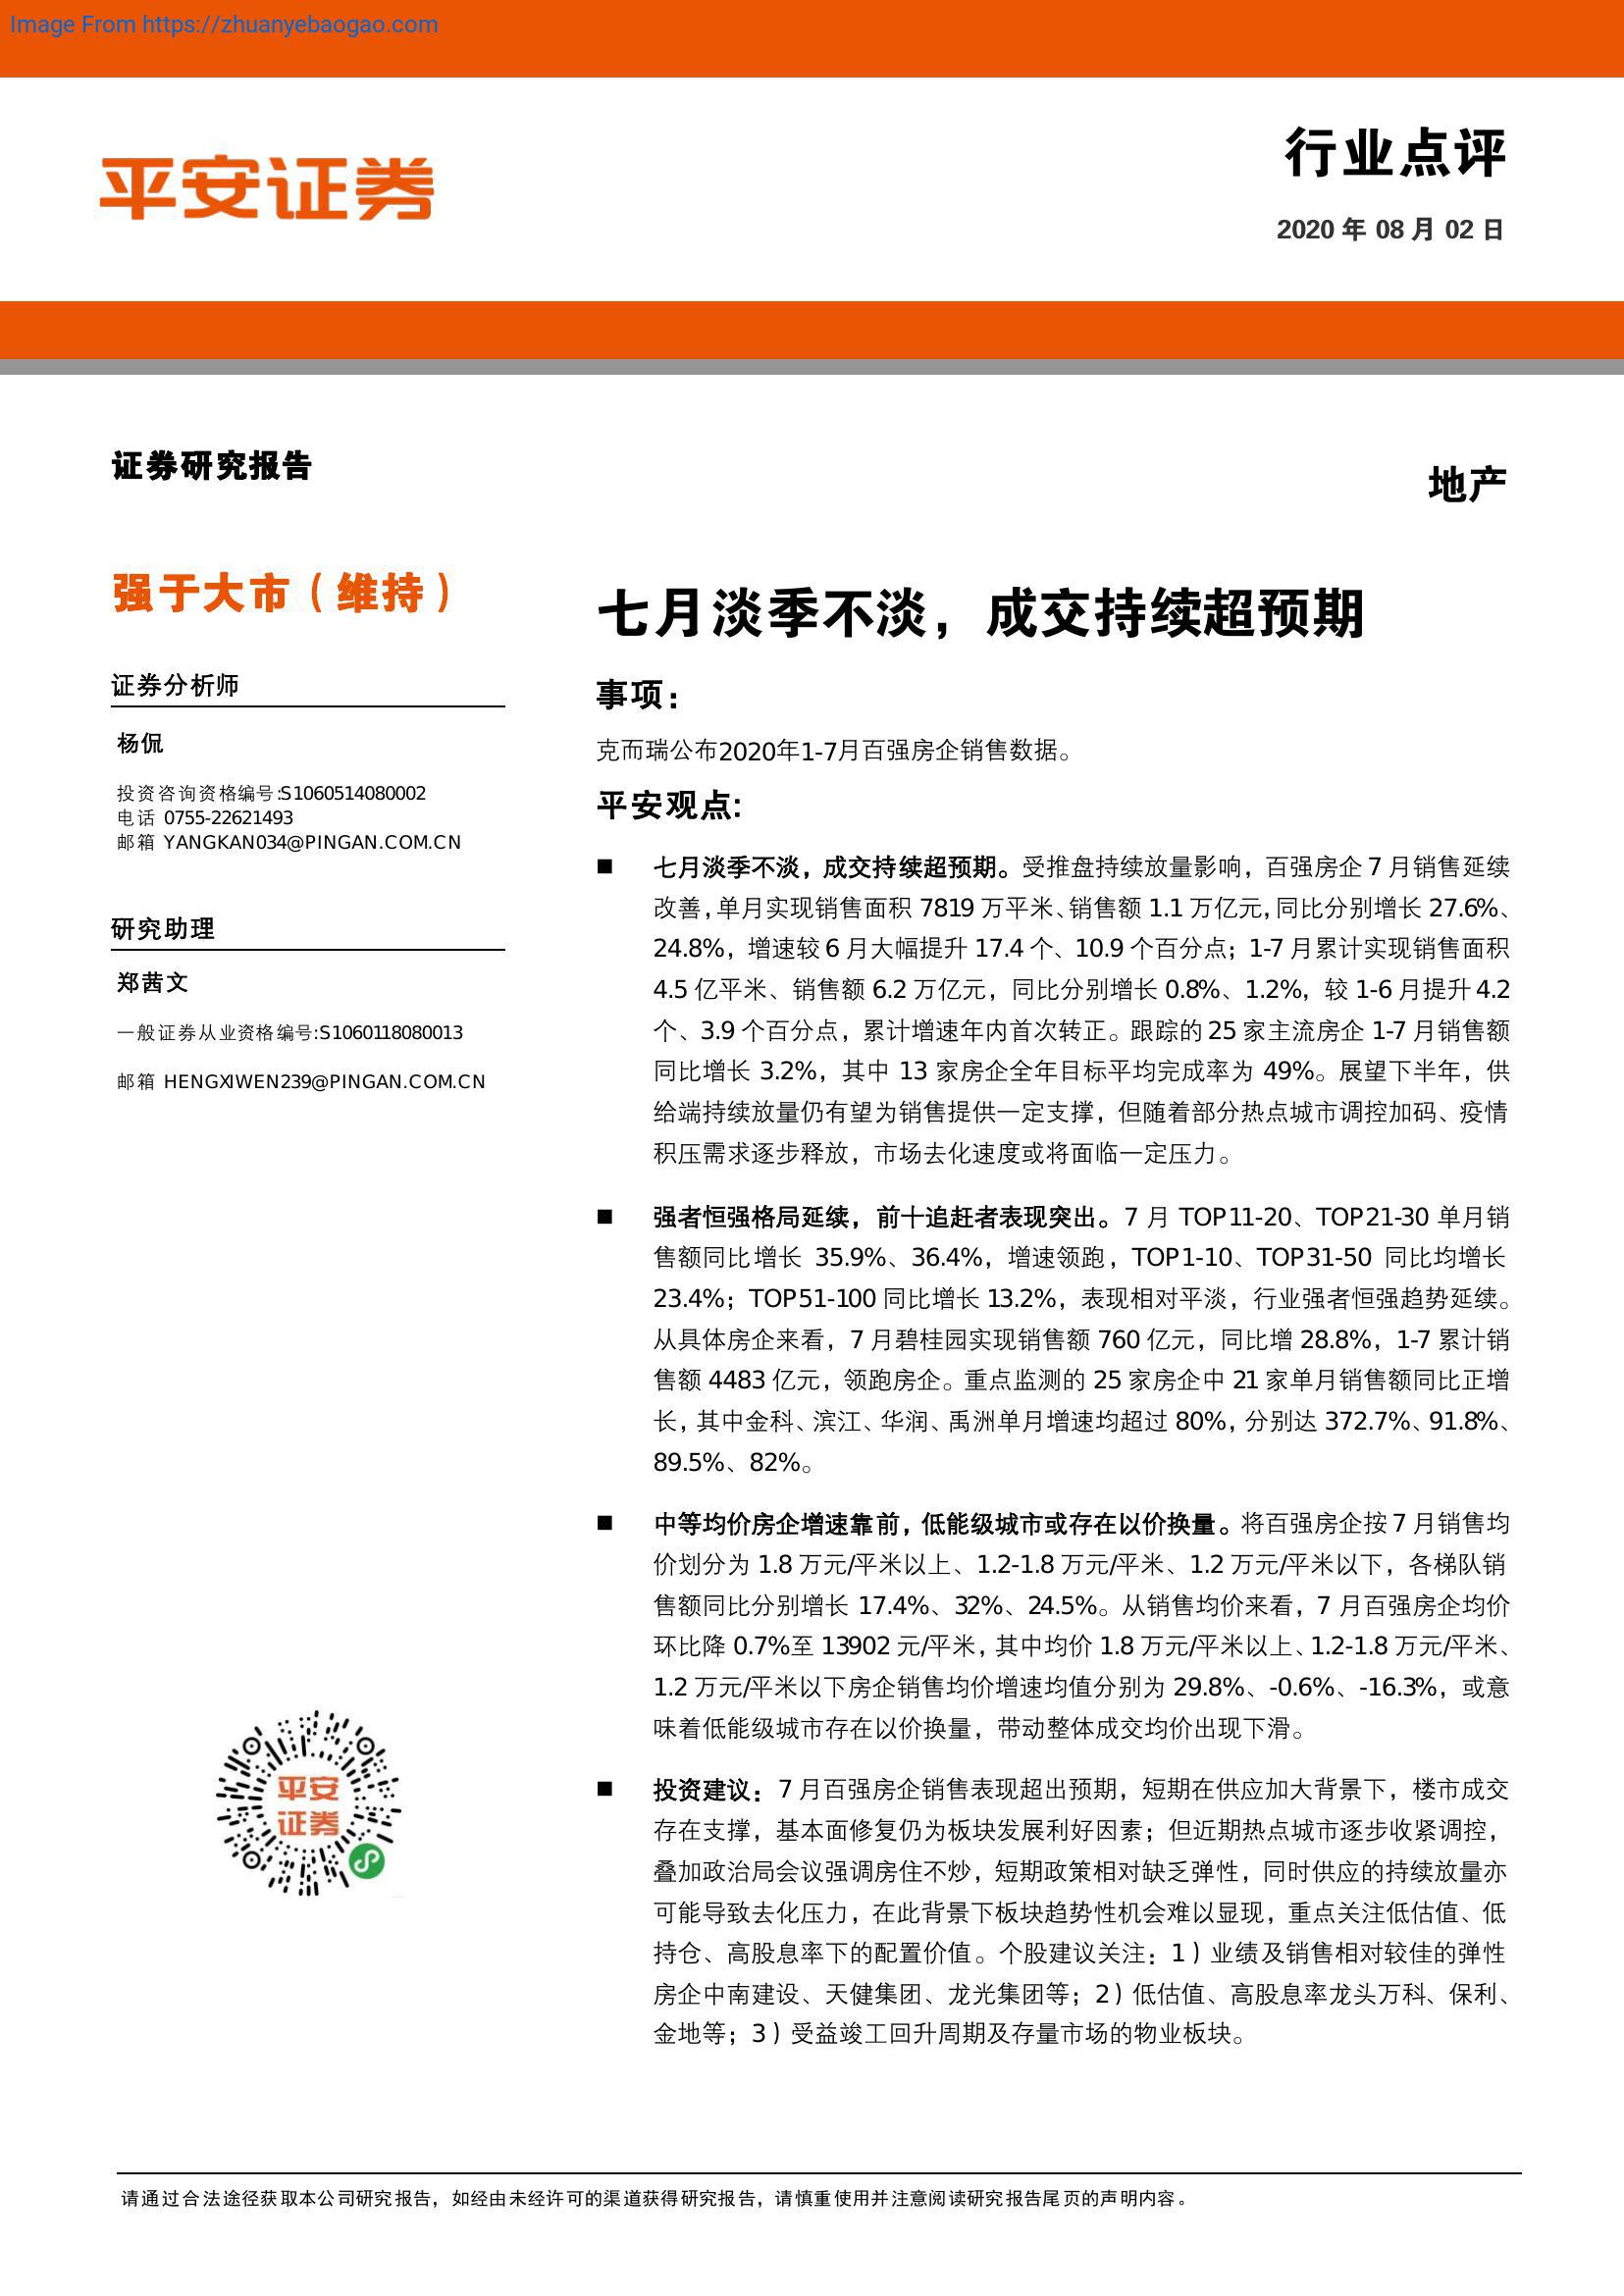 Image From https://zhuanyebaogao.com
平安证券
行业点评
2020 年 08 月 02 日
证券研究报告
地产
强于大市（维持）
证券分析师
杨侃
投资咨询资格编号:S1060514080002
电话 0755-22621493
邮箱 YANGKAN034@PINGAN.COM.CN
研究助理
郑茜文
一般证券从业资格编号:S1060118080013
邮箱 HENGXIWEN239@PINGAN.COM.CN
平安
证券
七月淡季不淡，成交持续超预期
事项：
克而瑞公布2020年1-7月百强房企销售数据。
平安观点:
■ 七月淡季不淡，成交持续超预期。受推盘持续放量影响，百强房企 7 月销售延续
改善，单月实现销售面积 7819 万平米、销售额 1.1 万亿元，同比分别增长 27.6%、
24.8%，增速较 6 月大幅提升 17.4 个、10.9 个百分点；1-7 月累计实现销售面积
4.5 亿平米、销售额 6.2 万亿元，同比分别增长 0.8%、1.2%，较 1-6 月提升 4.2
个、3.9 个百分点，累计增速年内首次转正。跟踪的 25 家主流房企 1-7 月销售额
同比增长 3.2%，其中 13 家房企全年目标平均完成率为 49%。展望下半年，供
给端持续放量仍有望为销售提供一定支撑，但随着部分热点城市调控加码、疫情
积压需求逐步释放，市场去化速度或将面临一定压力。
■ 强者恒强格局延续，前十追赶者表现突出。7 月 TOP11-20、TOP21-30 单月销
售额同比增长 35.9%、36.4%，增速领跑，TOP1-10、TOP31-50 同比均增长
23.4%；TOP51-100 同比增长 13.2%，表现相对平淡，行业强者恒强趋势延续。
从具体房企来看，7 月碧桂园实现销售额 760 亿元，同比增 28.8%，1-7 累计销
售额 4483 亿元，领跑房企。重点监测的 25 家房企中 21 家单月销售额同比正增
长，其中金科、滨江、华润、禹洲单月增速均超过 80%，分别达 372.7%、91.8%、
89.5%、82%。
■ 中等均价房企增速靠前，低能级城市或存在以价换量。将百强房企按 7 月销售均
价划分为 1.8 万元/平米以上、1.2-1.8 万元/平米、1.2 万元/平米以下，各梯队销
售额同比分别增长 17.4%、32%、24.5%。从销售均价来看，7 月百强房企均价
环比降 0.7%至 13902 元/平米，其中均价 1.8 万元/平米以上、1.2-1.8 万元/平米、
1.2 万元/平米以下房企销售均价增速均值分别为 29.8%、-0.6%、-16.3%，或意
味着低能级城市存在以价换量，带动整体成交均价出现下滑。
■ 投资建议：7 月百强房企销售表现超出预期，短期在供应加大背景下，楼市成交
存在支撑，基本面修复仍为板块发展利好因素；但近期热点城市逐步收紧调控，
叠加政治局会议强调房住不炒，短期政策相对缺乏弹性，同时供应的持续放量亦
可能导致去化压力，在此背景下板块趋势性机会难以显现，重点关注低估值、低
持仓、高股息率下的配置价值。个股建议关注：1）业绩及销售相对较佳的弹性
房企中南建设、天健集团、龙光集团等；2）低估值、高股息率龙头万科、保利、
金地等；3）受益竣工回升周期及存量市场的物业板块。
请通过合法途径获取本公司研究报告，如经由未经许可的渠道获得研究报告，请慎重使用并注意阅读研究报告尾页的声明内容。